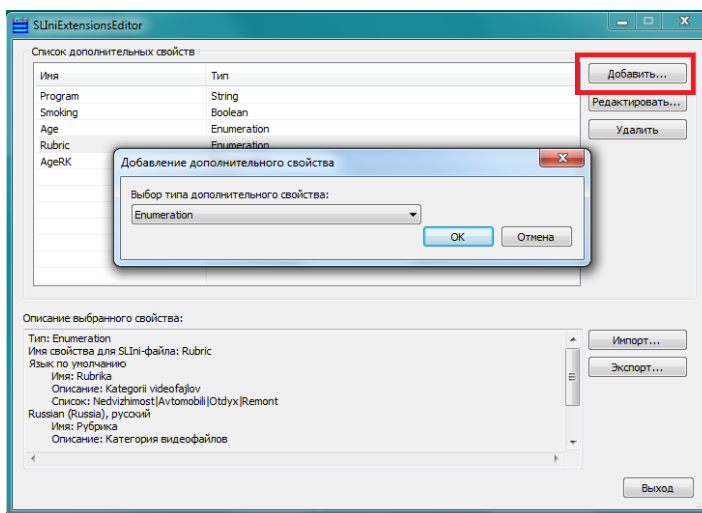 SLIniExtensionsEditor
Список дополнительных свойств
Имя Тип
Program String
Smoking Boolean
Age Enumeration
Rubric Enumeration
AgeRK
Добавить...
Редактировать...
Удалить
Добавление дополнительного свойства
Выбор типа дополнительного свойства:
Enumeration
OK Отмена
Описание выбранного свойства:
Тип: Enumeration
Имя свойства для SLIni-файла: Rubric
Язык по умолчанию
Имя: Rubrika
Описание: Kategorii videofajlov
Список: Nedvizhimost|Avtomobili|Otdyx|Remont
Russian (Russia), русский
Имя: Рубрика
Описание: Категория видеофайлов
Импорт...
Экспорт...
Выход